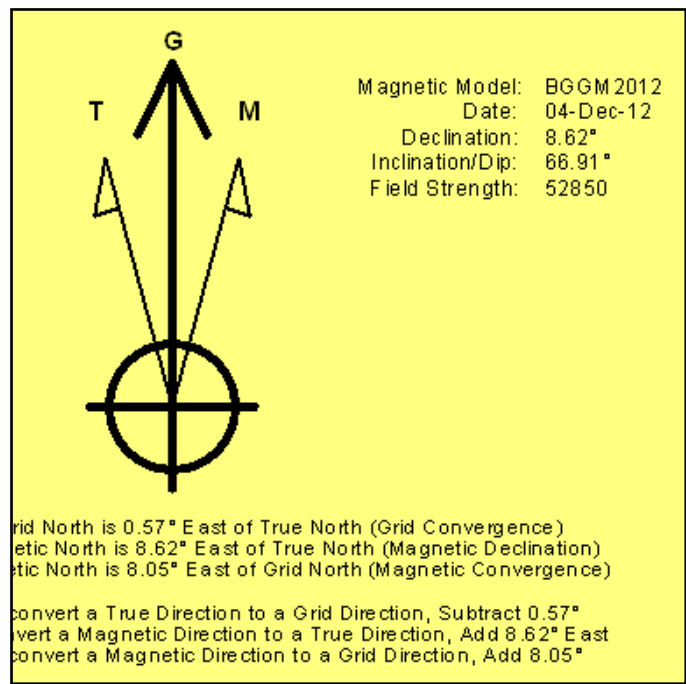 G
T
M
Magnetic Model: BGGM2012
Date: 04-Dec-12
Declination: 8.62°
Inclination/Dip: 66.91°
Field Strength: 52850
rid North is 0.57° East of True North (Grid Convergence)
etic North is 8.62° East of True North (Magnetic Declination)
etic North is 8.05° East of Grid North (Magnetic Convergence)
convert a True Direction to a Grid Direction, Subtract 0.57°
nvert a Magnetic Direction to a True Direction, Add 8.62° East
convert a Magnetic Direction to a Grid Direction, Add 8.05°